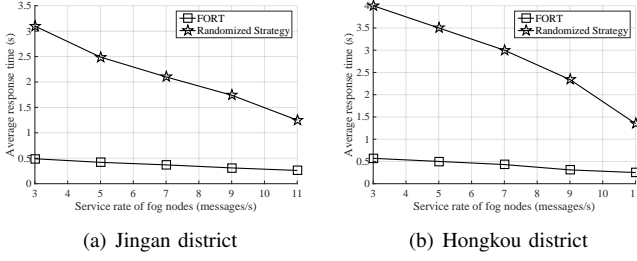 3.5
3
2.5
2
1.5
1
0.5
0
3 4 5 6 7 8 9 10 11
Average response time (s)
Service rate of fog nodes (messages/s)
FORT
Randomized Strategy
(a) Jingan district
4
3.5
3
2.5
2
1.5
1
0.5
0
3 4 5 6 7 8 9 10 11
Average response time (s)
Service rate of fog nodes (messages/s)
FORT
Randomized Strategy
(b) Hongkou district